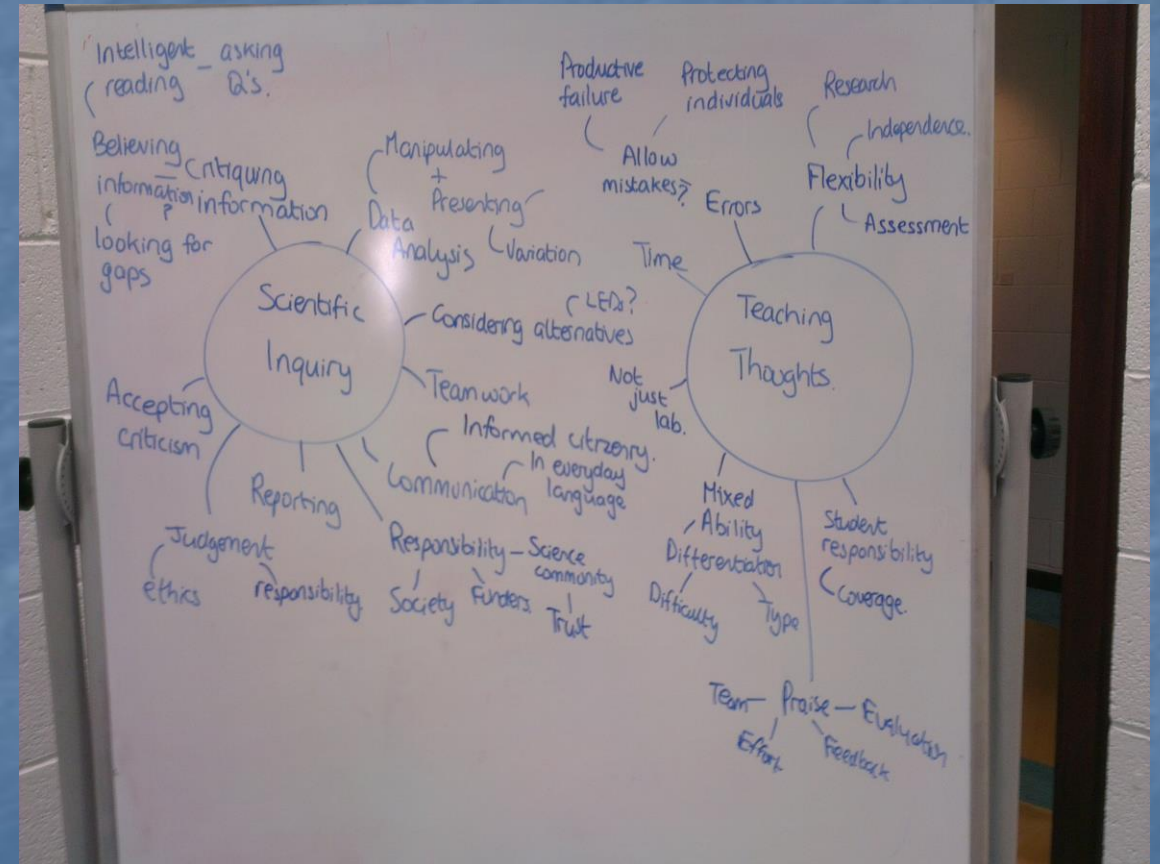 Intelligent - asking
reading Q's.
Believing
information
?
- Critiquing
information
looking for
gaps
Manipulating
+
Presenting
Variation
Data
Analysis
Scientific
Inquiry
Considering alternatives
LEDs?
Teamwork
Informed citizenry.
In everyday
language
Communication
Accepting
criticism
Reporting
Judgement
ethics
responsibility
Responsibility - Science
community
Society
Funders
Trust
Productive
failure
Protecting
individuals
Allow
mistakes?
Errors
Research
Independence.
Flexibility
Assessment
Time
Teaching
Thoughts.
Not
just
lab.
Mixed
Ability
Differentiation
Difficulty
Type
Student
responsibility
Coverage.
Team - Praise - Evaluation
Effort
Feedback